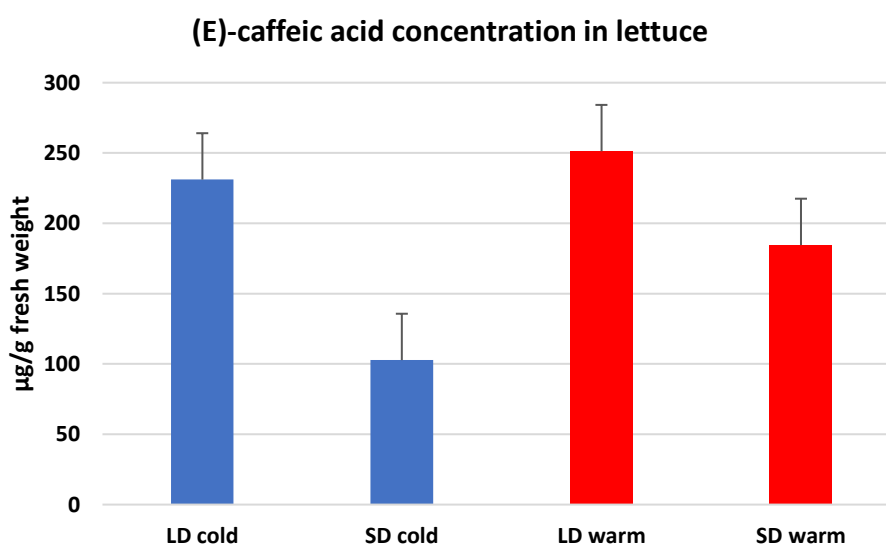 (E)-caffeic acid concentration in lettuce
µg/g fresh weight
300
250
200
150
100
50
0
LD cold SD cold LD warm SD warm